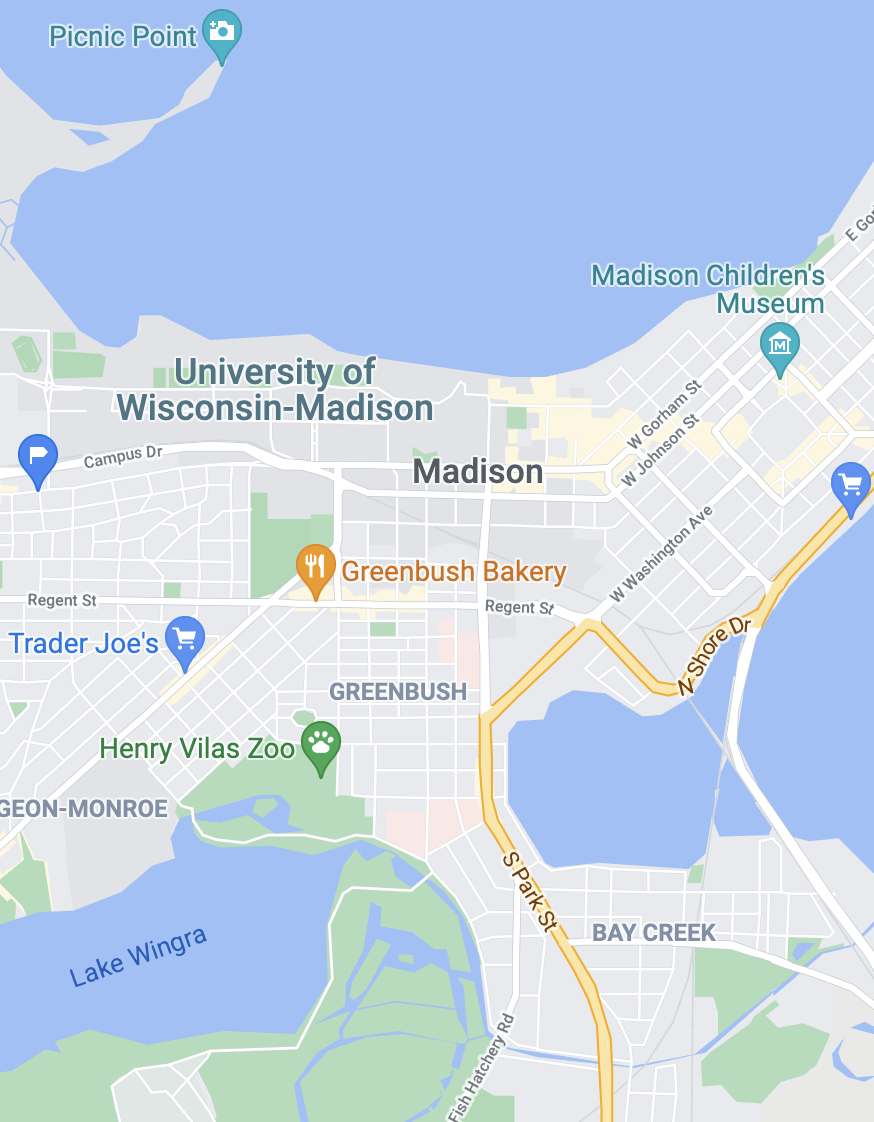 Picnic Point
E Gor
Madison Children's
Museum
University of
Wisconsin-Madison
W Gorham St
W Johnson St
Campus Dr
Madison
W Washington Ave
Greenbush Bakery
Regent St
Regent St
Trader Joe's
N Shore Dr
GREENBUSH
Henry Vilas Zoo
GEON-MONROE
S Park St
BAY CREEK
Lake Wingra
Fish Hatchery Rd